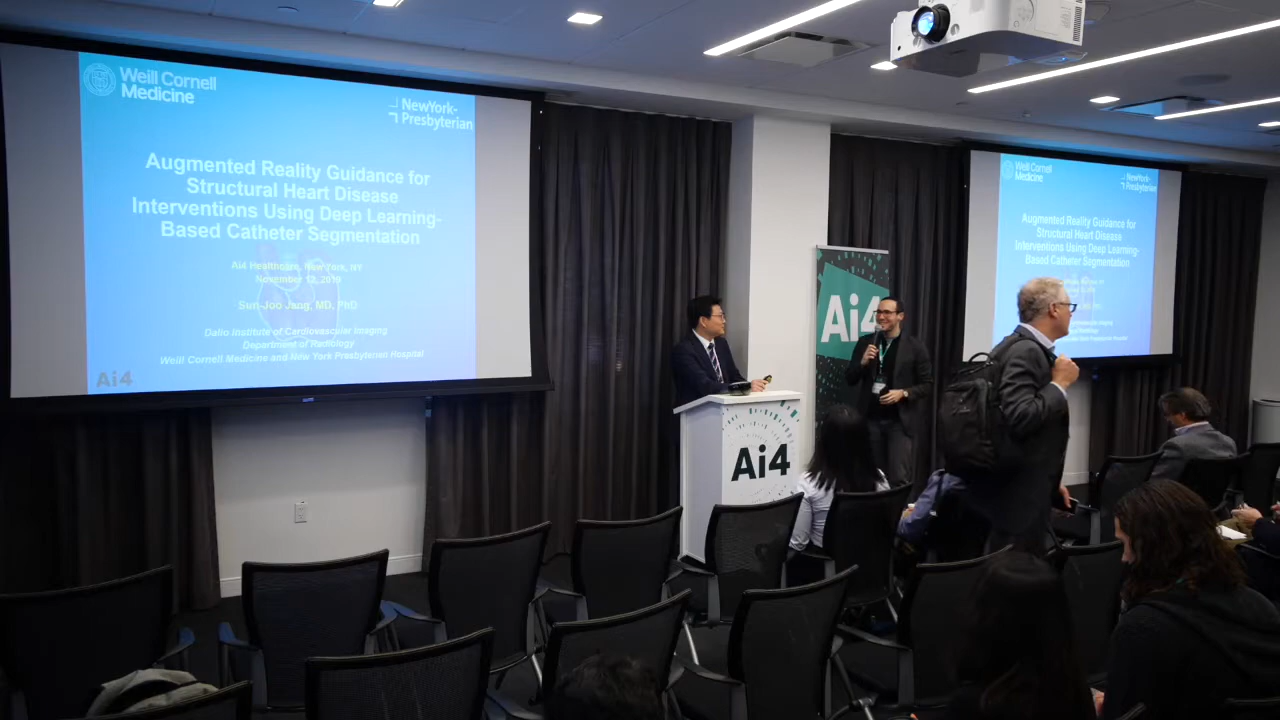 Weill Cornell
Medicine
NewYork-
Presbyterian
Augmented Reality Guidance for
Structural Heart Disease
Interventions Using Deep Learning-
Based Catheter Segmentation
Ai4 Healthcare, New York, NY
November 12, 2019
Sun-Joo Jang, MD, PhD
Dalio Institute of Cardiovascular Imaging
Department of Radiology
Weill Cornell Medicine and New York Presbyterian Hospital
Ai4
Ai4
Ai4
Weill Cornell
Medicine
NewYork-
Presbyterian
Augmented Reality Guidance for
Structural Heart Disease
Interventions Using Deep Learning-
Based Catheter Segmentation